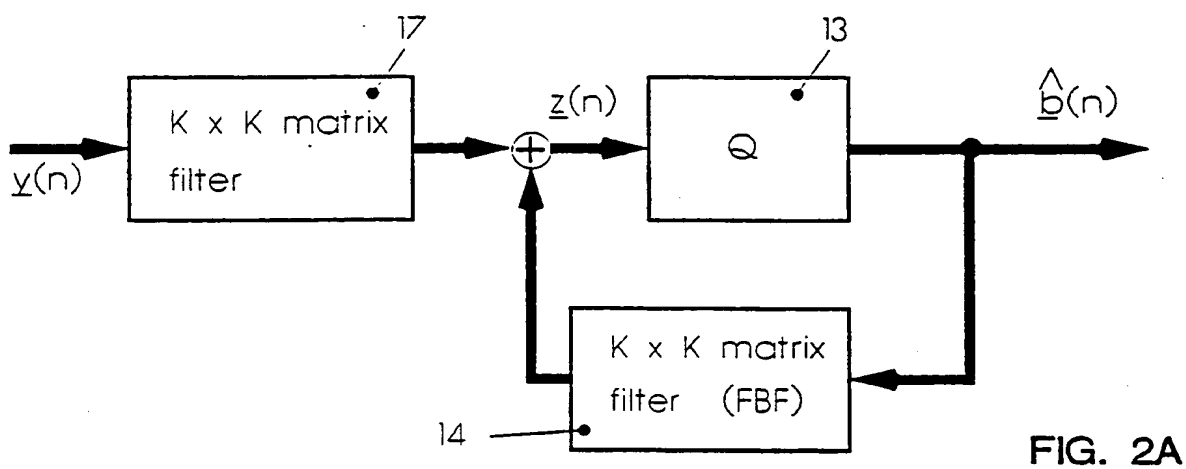 17
13
K x K matrix
filter
y(n)
z(n)
Q
b̂(n)
K x K matrix
filter (FBF)
14
FIG. 2A